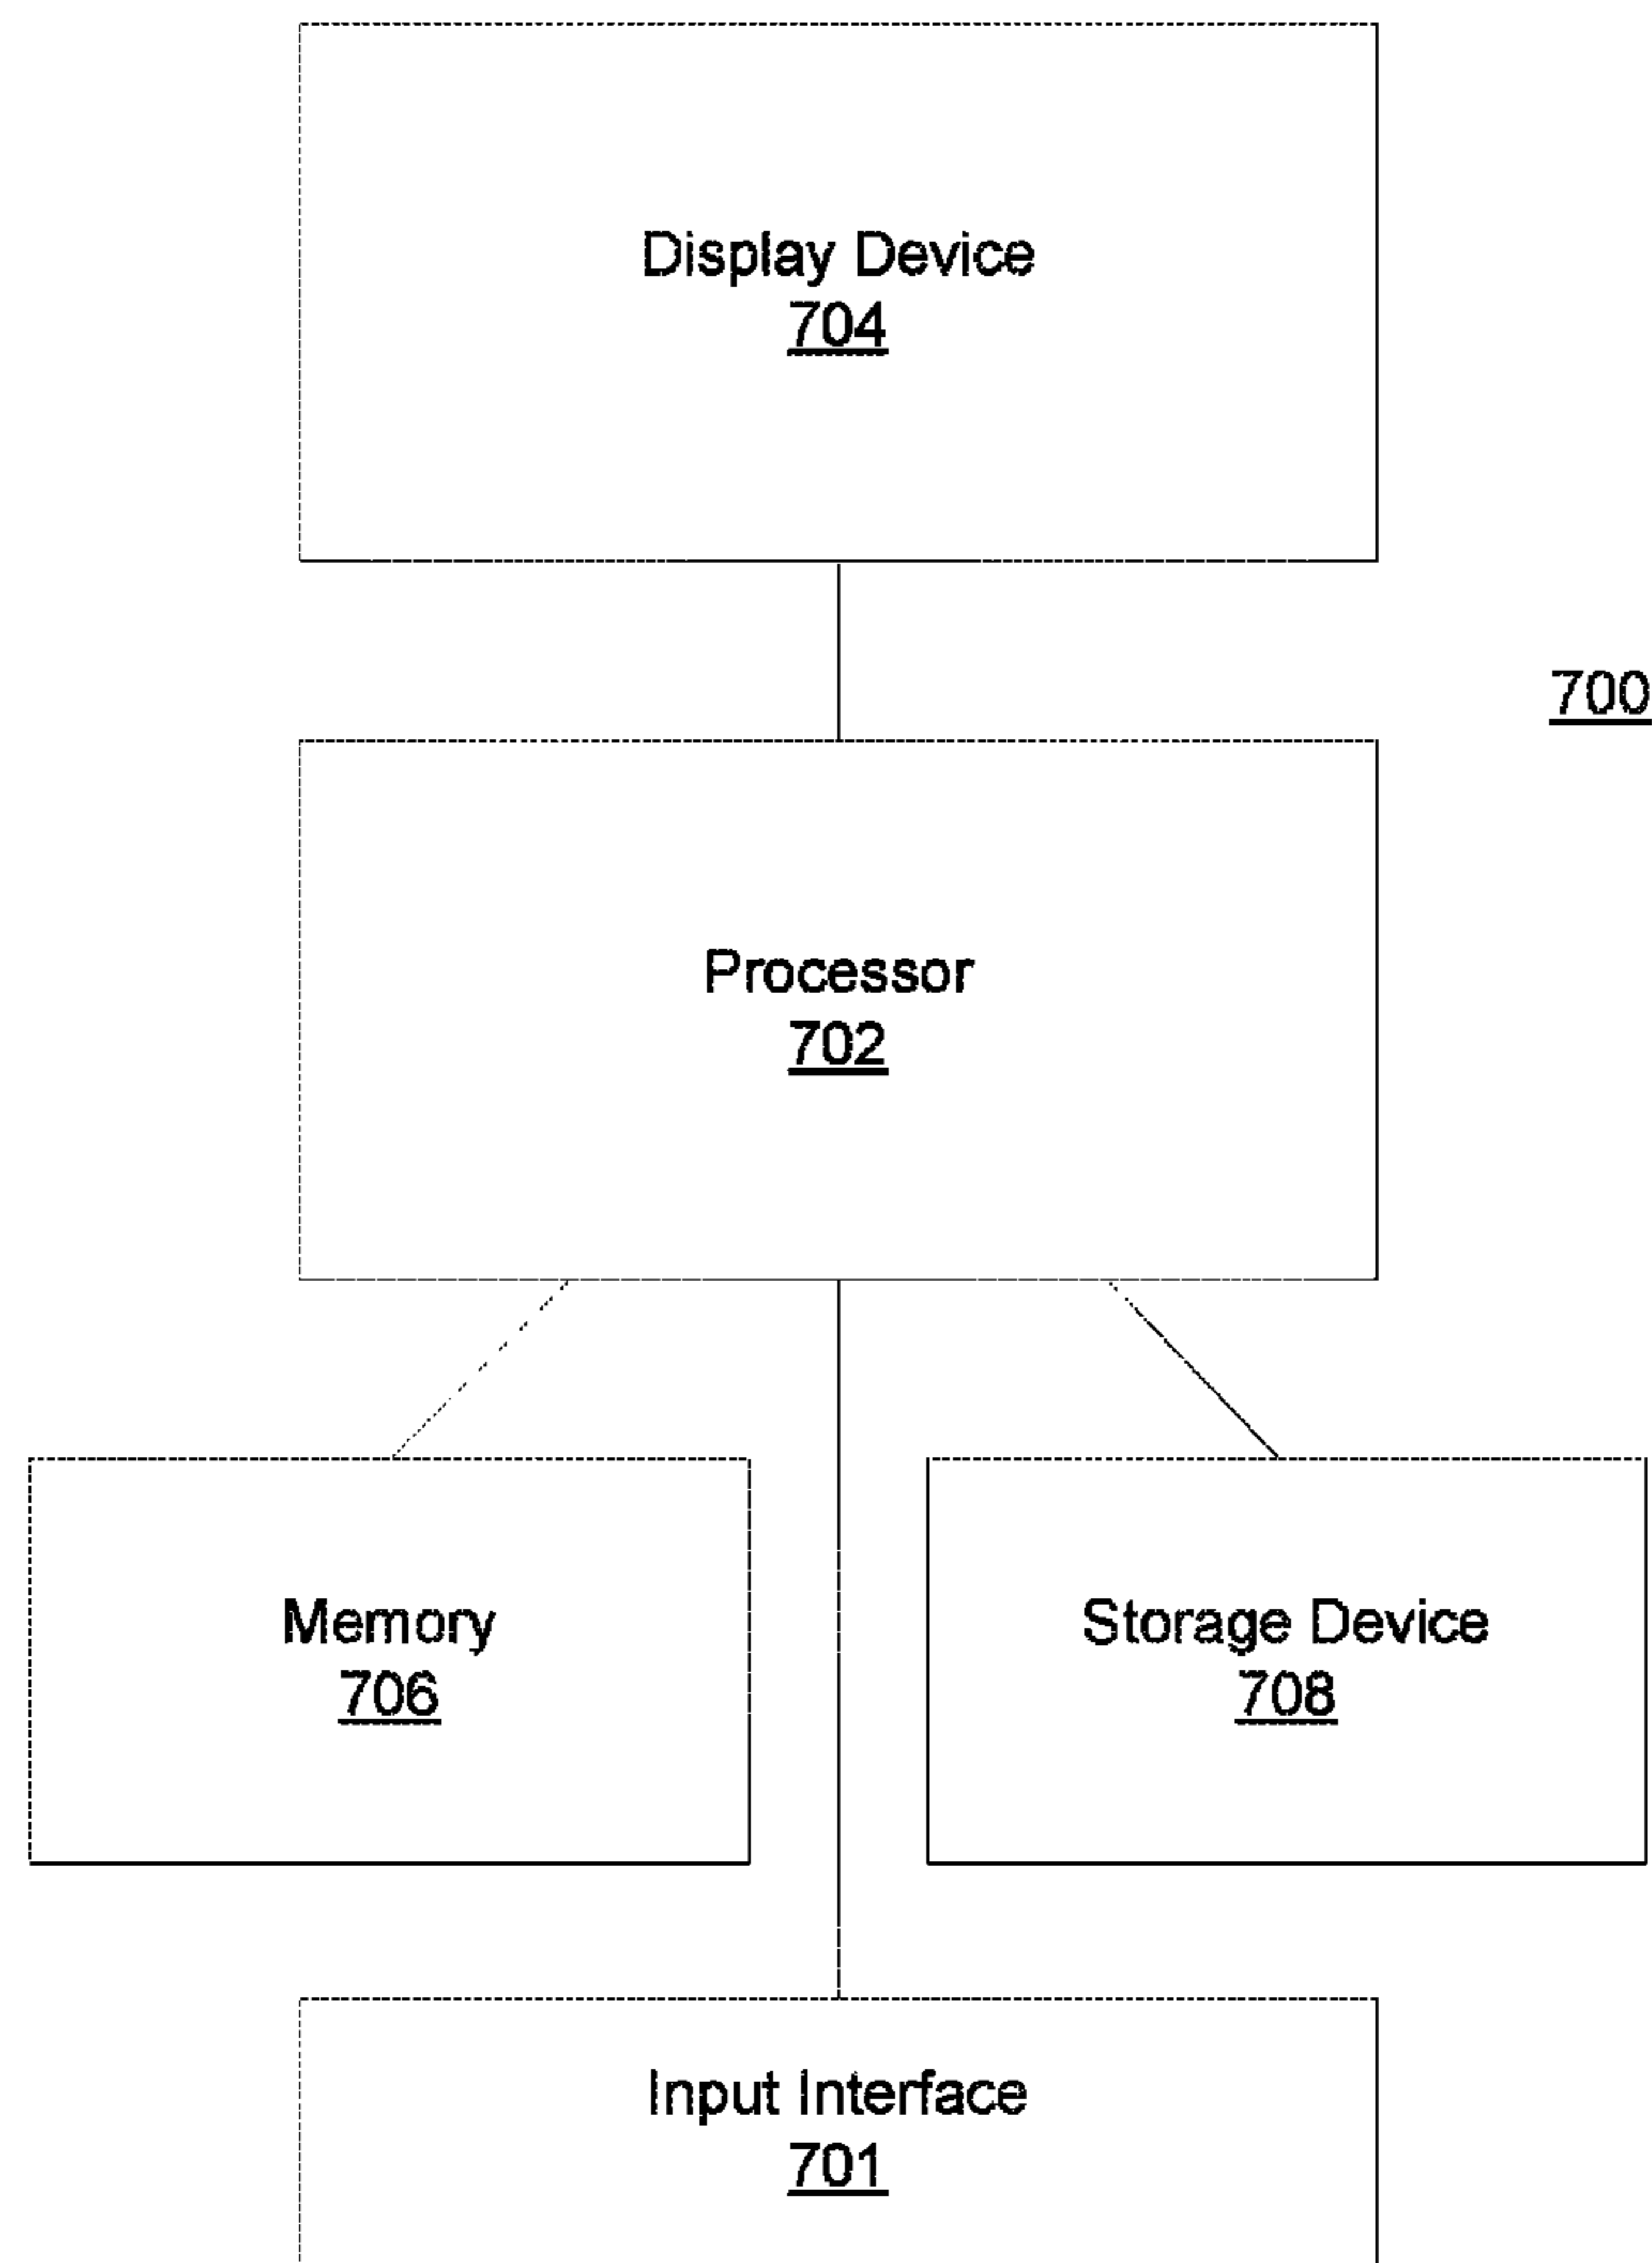 Display Device
704
700
Processor
702
Memory
706
Storage Device
708
Input Interface
701